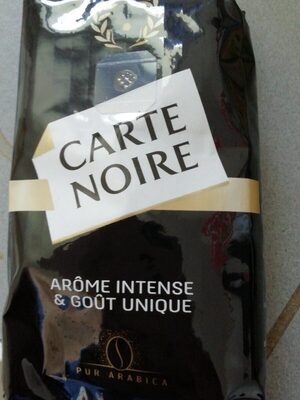 CARTE
NOIRE
ARÔME INTENSE
& GOÛT UNIQUE
PUR ARABICA